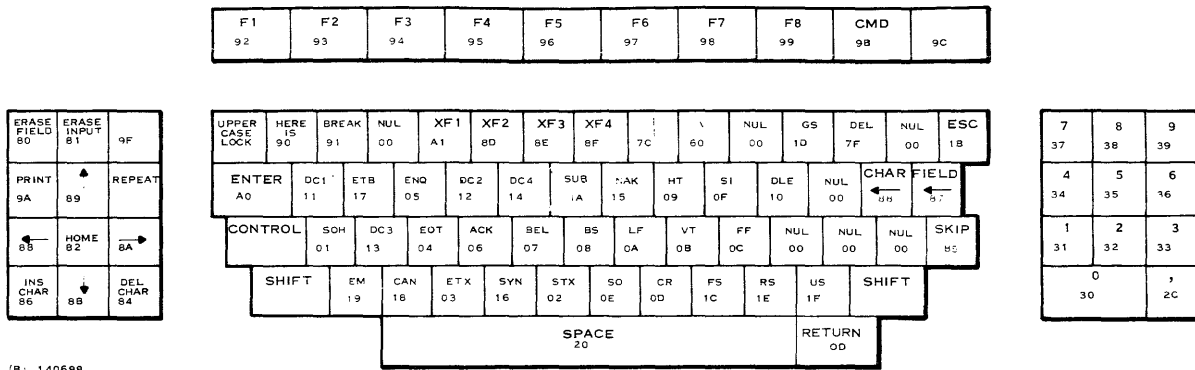 F1 F2 F3 F4 F5 F6 F7 F8 CMD
92 93 94 95 96 97 98 99 9B 9C
ERASE FIELD 80 ERASE INPUT 81 9F
PRINT 9A 89 REPEAT
88 HOME 82 8A
INS CHAR 86 8B DEL CHAR 84
UPPER CASE LOCK HERE IS 90 BREAK 91 NUL 00 XF1 A1 XF2 8D XF3 8E XF4 8F | 7C \ 60 NUL 00 GS 1D DEL 7F NUL 00 ESC 1B
ENTER A0 DC1 11 ETB 17 ENQ 05 DC2 12 DC4 14 SUB 1A NAK 15 HT 09 SI 0F DLE 10 NUL 00 CHAR 88 FIELD 87
CONTROL SOH 01 DC3 13 EOT 04 ACK 06 BEL 07 BS 08 LF 0A VT 0B FF 0C NUL 00 NUL 00 NUL 00 SKIP 85
SHIFT EM 19 CAN 18 ETX 03 SYN 16 STX 02 SO 0E CR 0D FS 1C RS 1E US 1F SHIFT
SPACE 20 RETURN 0D
7 37 8 38 9 39
4 34 5 35 6 36
1 31 2 32 3 33
0 30 , 2C
140698